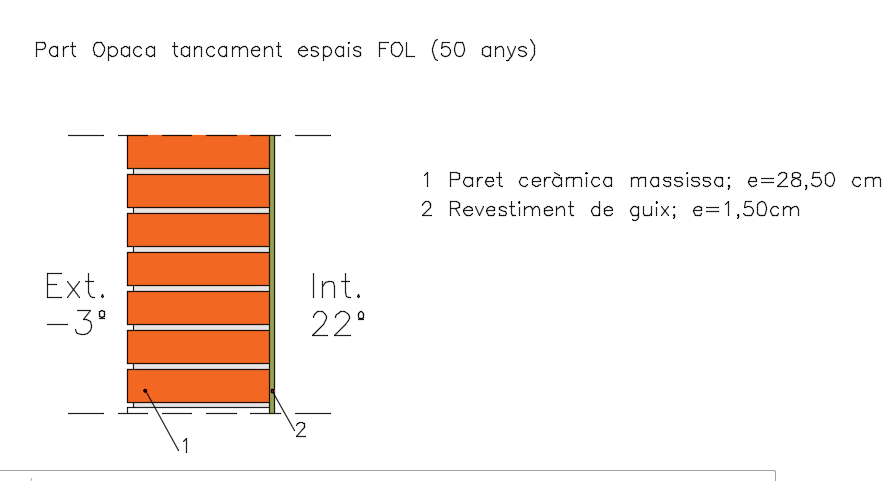 Part Opaca tancament espais FOL (50 anys)
1 Paret ceràmica massissa; e=28,50 cm
2 Revestiment de guix; e=1,50cm
Ext.
-3º
Int.
22º
2
1